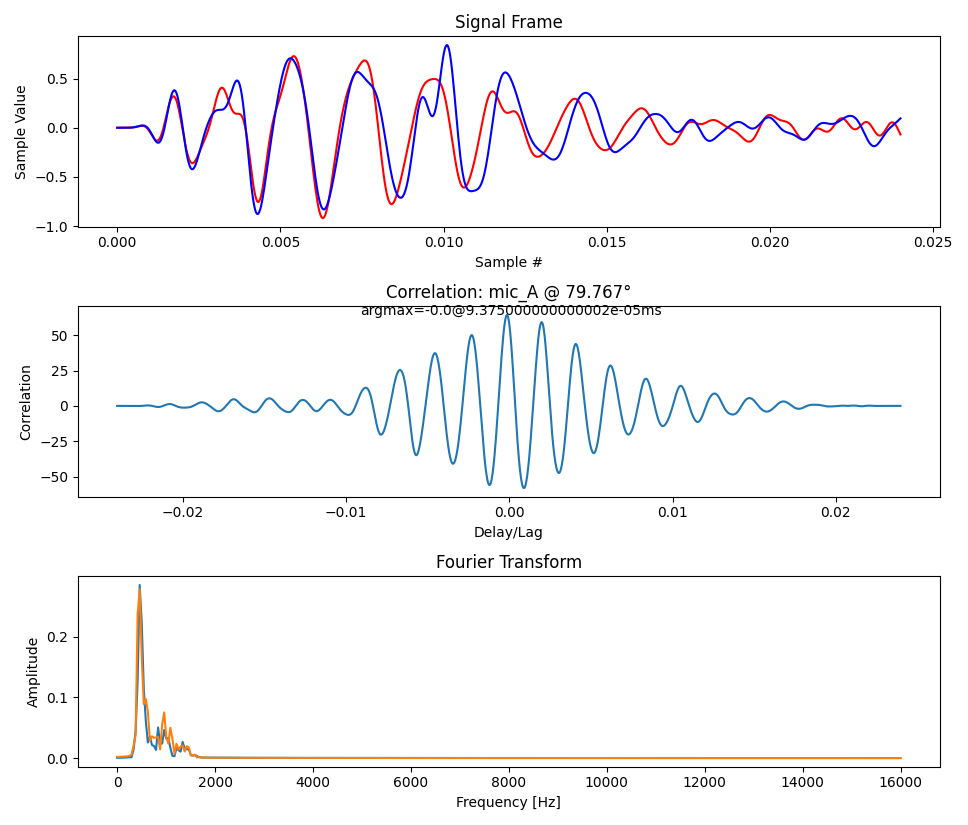 Signal Frame
Sample Value
0.5
0.0
−0.5
−1.0
0.000 0.005 0.010 0.015 0.020 0.025
Sample #
Correlation: mic_A @ 79.767°
argmax=-0.0@9.375000000000002e-05ms
Correlation
50
25
0
−25
−50
−0.02 −0.01 0.00 0.01 0.02
Delay/Lag
Fourier Transform
Amplitude
0.2
0.1
0.0
0 2000 4000 6000 8000 10000 12000 14000 16000
Frequency [Hz]